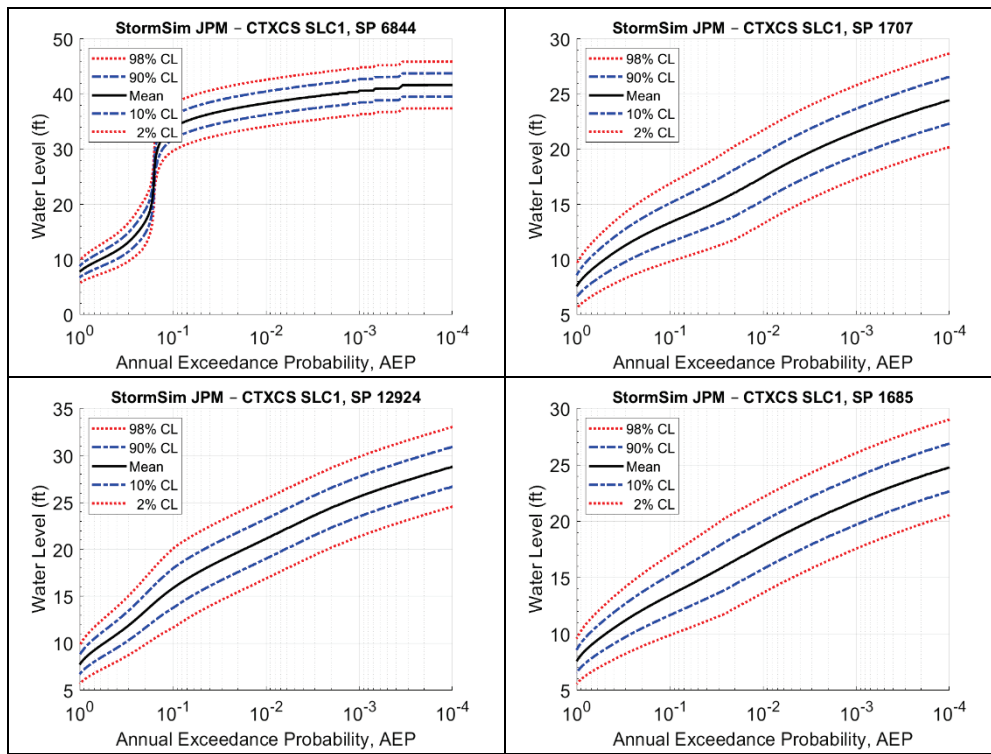 StormSim JPM – CTXCS SLC1, SP 6844
50
40
30
20
10
0
Water Level (ft)
98% CL
90% CL
Mean
10% CL
2% CL
10^0 10^-1 10^-2 10^-3 10^-4
Annual Exceedance Probability, AEP
StormSim JPM – CTXCS SLC1, SP 1707
30
25
20
15
10
5
Water Level (ft)
98% CL
90% CL
Mean
10% CL
2% CL
10^0 10^-1 10^-2 10^-3 10^-4
Annual Exceedance Probability, AEP
StormSim JPM – CTXCS SLC1, SP 12924
35
30
25
20
15
10
5
Water Level (ft)
98% CL
90% CL
Mean
10% CL
2% CL
10^0 10^-1 10^-2 10^-3 10^-4
Annual Exceedance Probability, AEP
StormSim JPM – CTXCS SLC1, SP 1685
30
25
20
15
10
5
Water Level (ft)
98% CL
90% CL
Mean
10% CL
2% CL
10^0 10^-1 10^-2 10^-3 10^-4
Annual Exceedance Probability, AEP